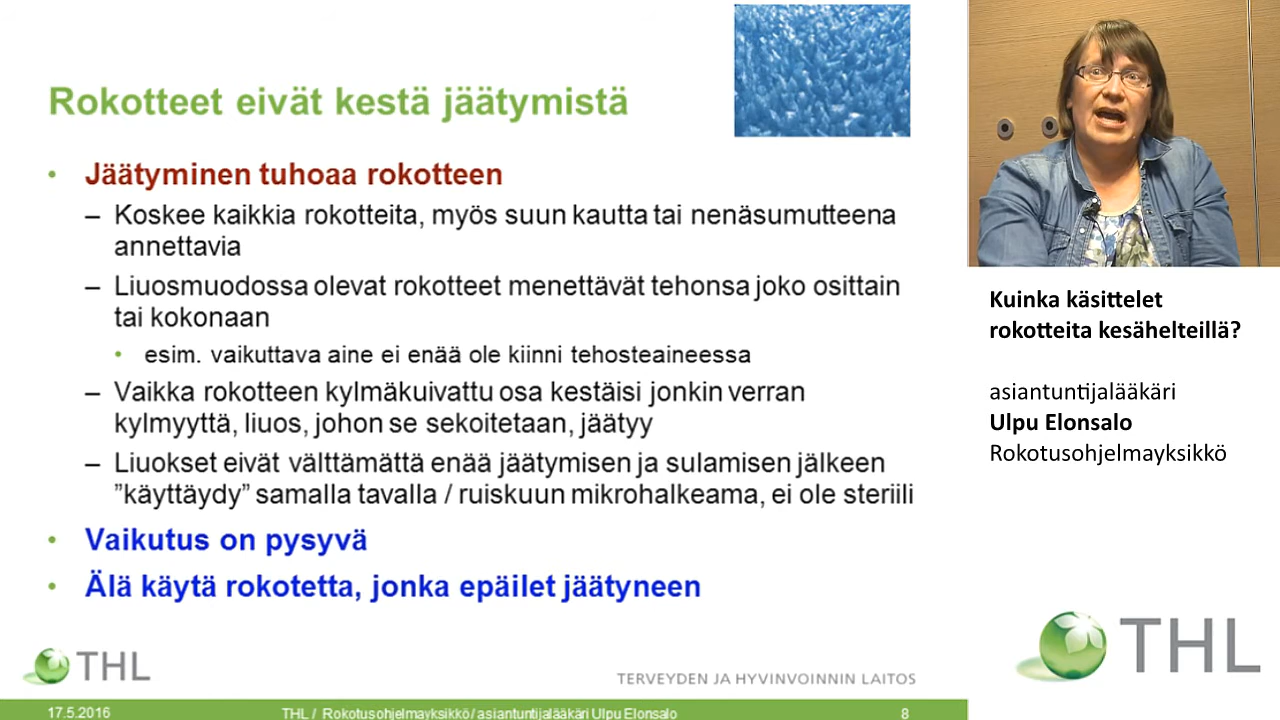 Rokotteet eivät kestä jäätymistä
• Jäätyminen tuhoaa rokotteen
– Koskee kaikkia rokotteita, myös suun kautta tai nenäsumutteena
annettavia
– Liuosmuodossa olevat rokotteet menettävät tehonsa joko osittain
tai kokonaan
• esim. vaikuttava aine ei enää ole kiinni tehosteaineessa
– Vaikka rokotteen kylmäkuivattu osa kestäisi jonkin verran
kylmyyttä, liuos, johon se sekoitetaan, jäätyy
– Liuokset eivät välttämättä enää jäätymisen ja sulamisen jälkeen
”käyttäydy” samalla tavalla / ruiskuun mikrohalkeama, ei ole steriili
• Vaikutus on pysyvä
• Älä käytä rokotetta, jonka epäilet jäätyneen
THL
TERVEYDEN JA HYVINVOINNIN LAITOS
17.5.2016
THL / Rokotusohjelmayksikkö/ asiantuntijalääkäri Ulpu Elonsalo
8
Kuinka käsittelet
rokotteita kesähelteillä?
asiantuntijalääkäri
Ulpu Elonsalo
Rokotusohjelmayksikkö
THL